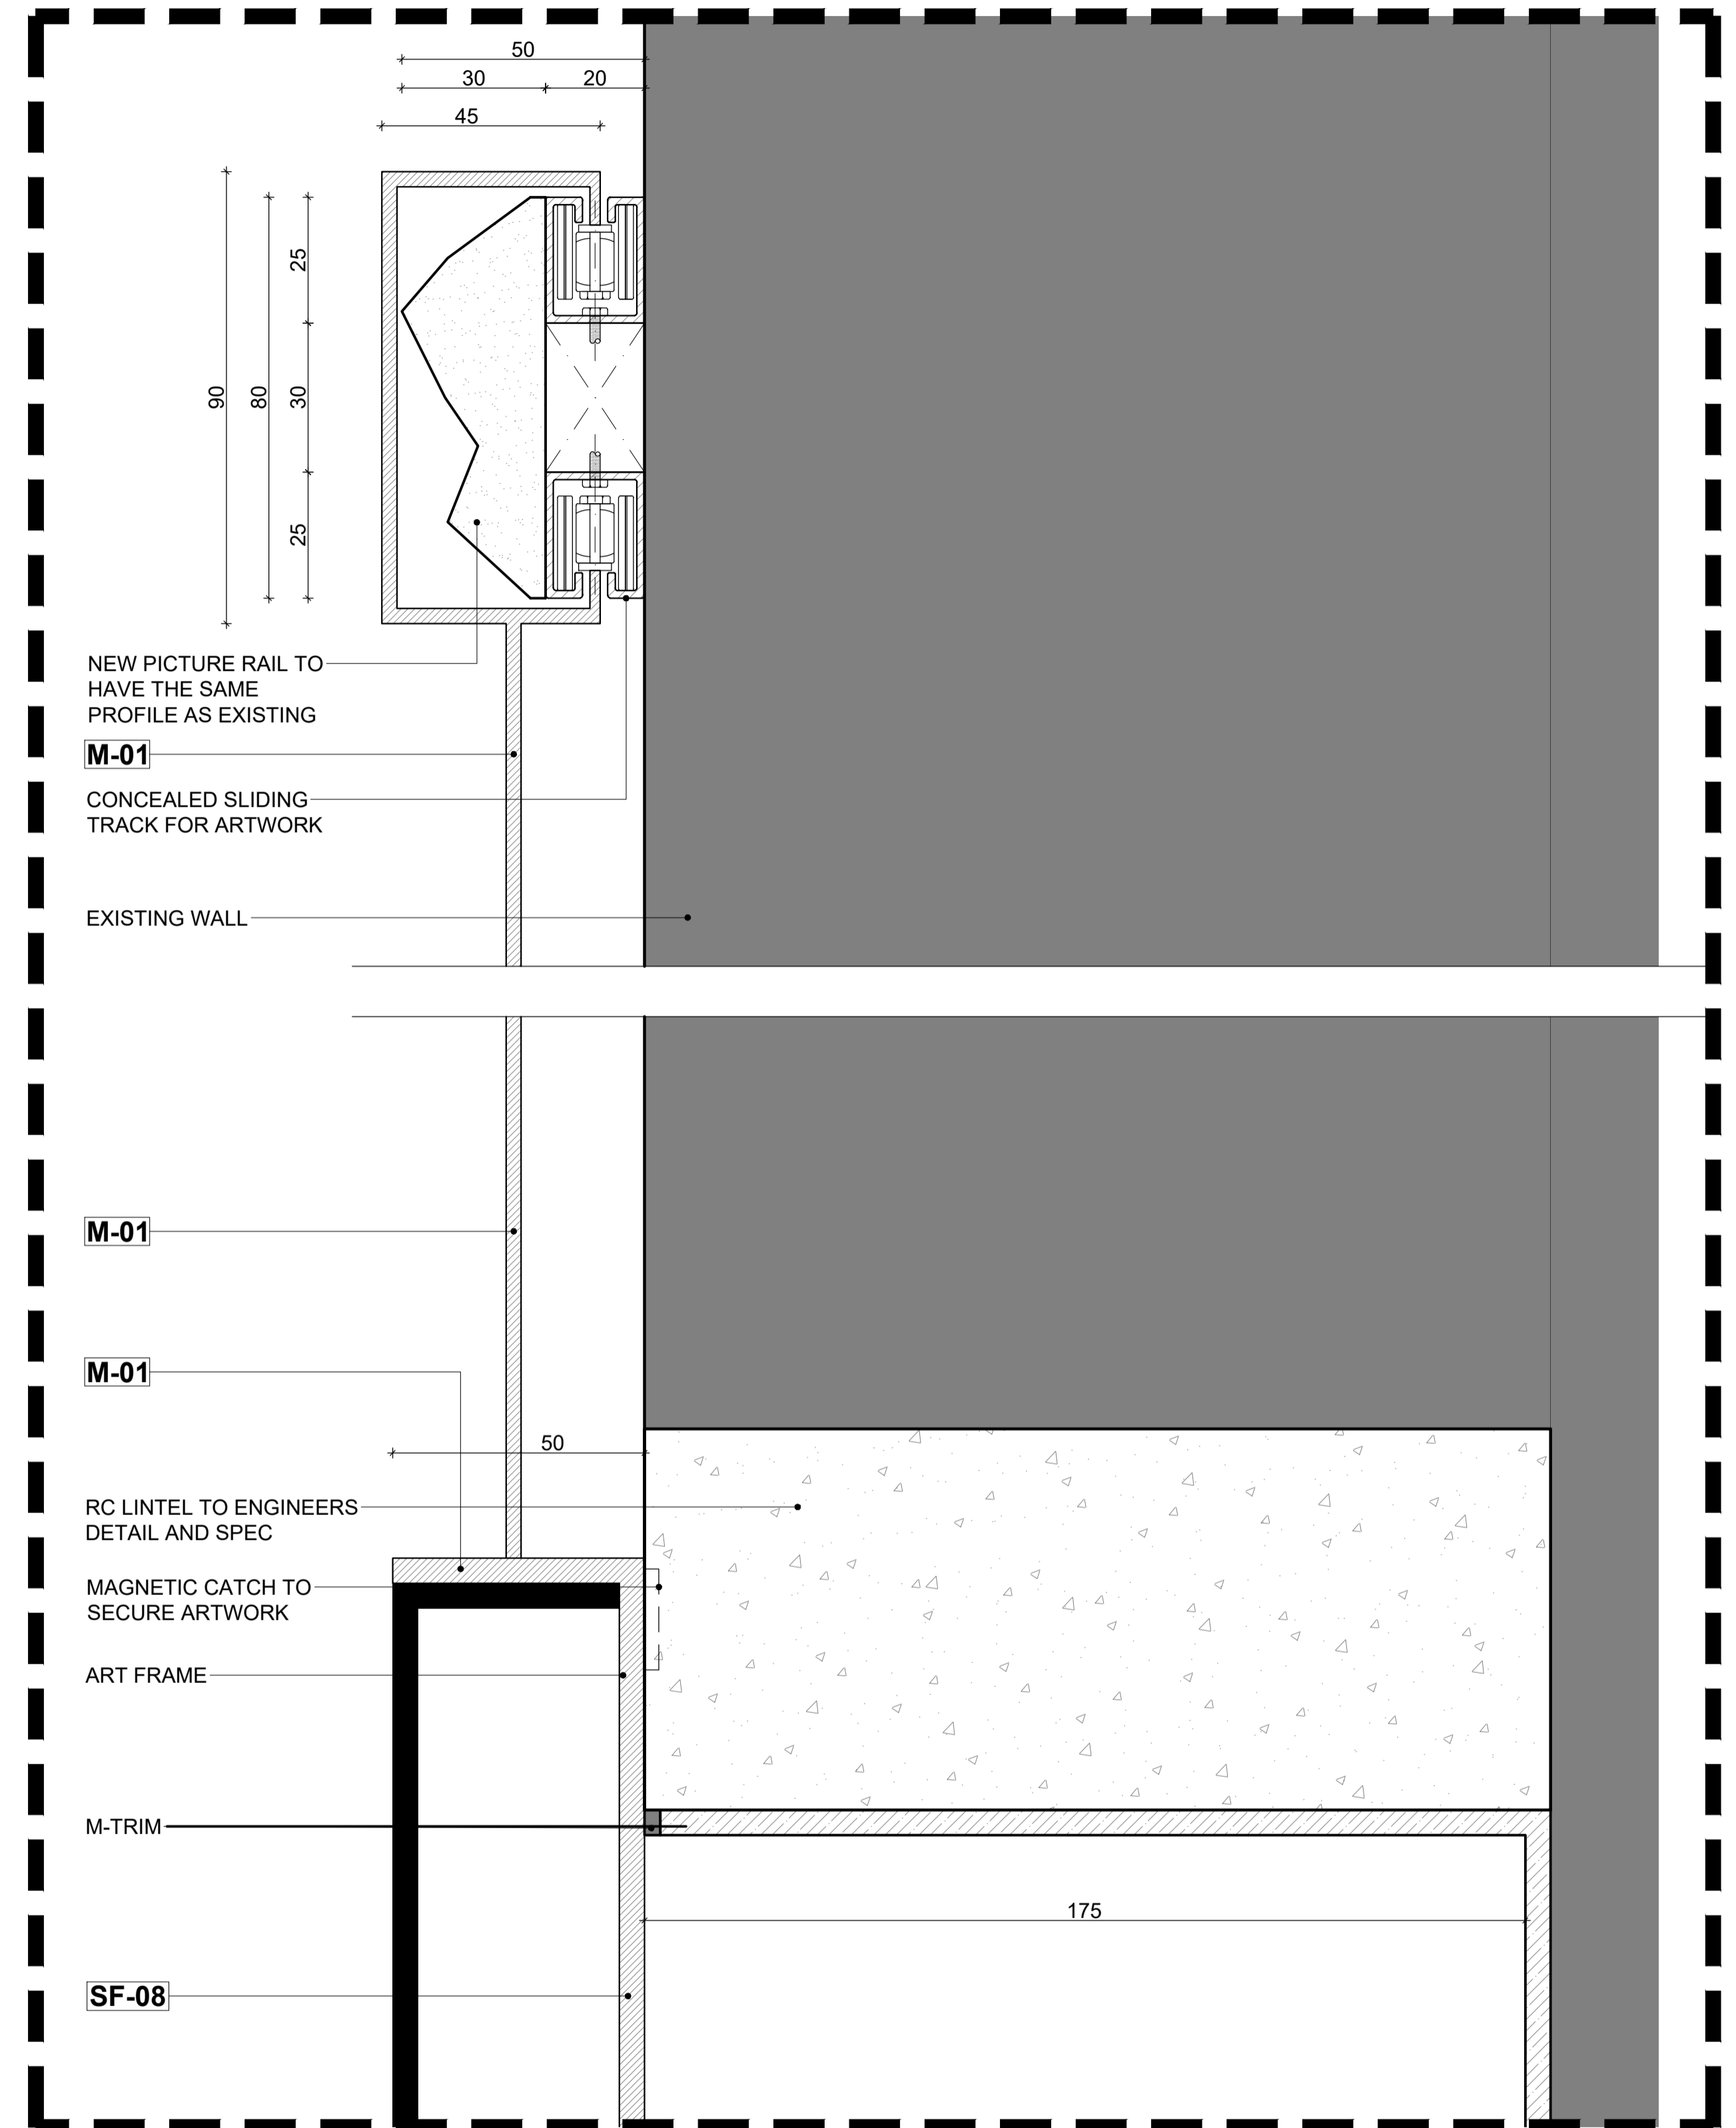 50
30
20
45
90
80
25
30
25
NEW PICTURE RAIL TO
HAVE THE SAME
PROFILE AS EXISTING
M-01
CONCEALED SLIDING
TRACK FOR ARTWORK
EXISTING WALL
M-01
M-01
50
RC LINTEL TO ENGINEERS
DETAIL AND SPEC
MAGNETIC CATCH TO
SECURE ARTWORK
ART FRAME
M-TRIM
175
SF-08